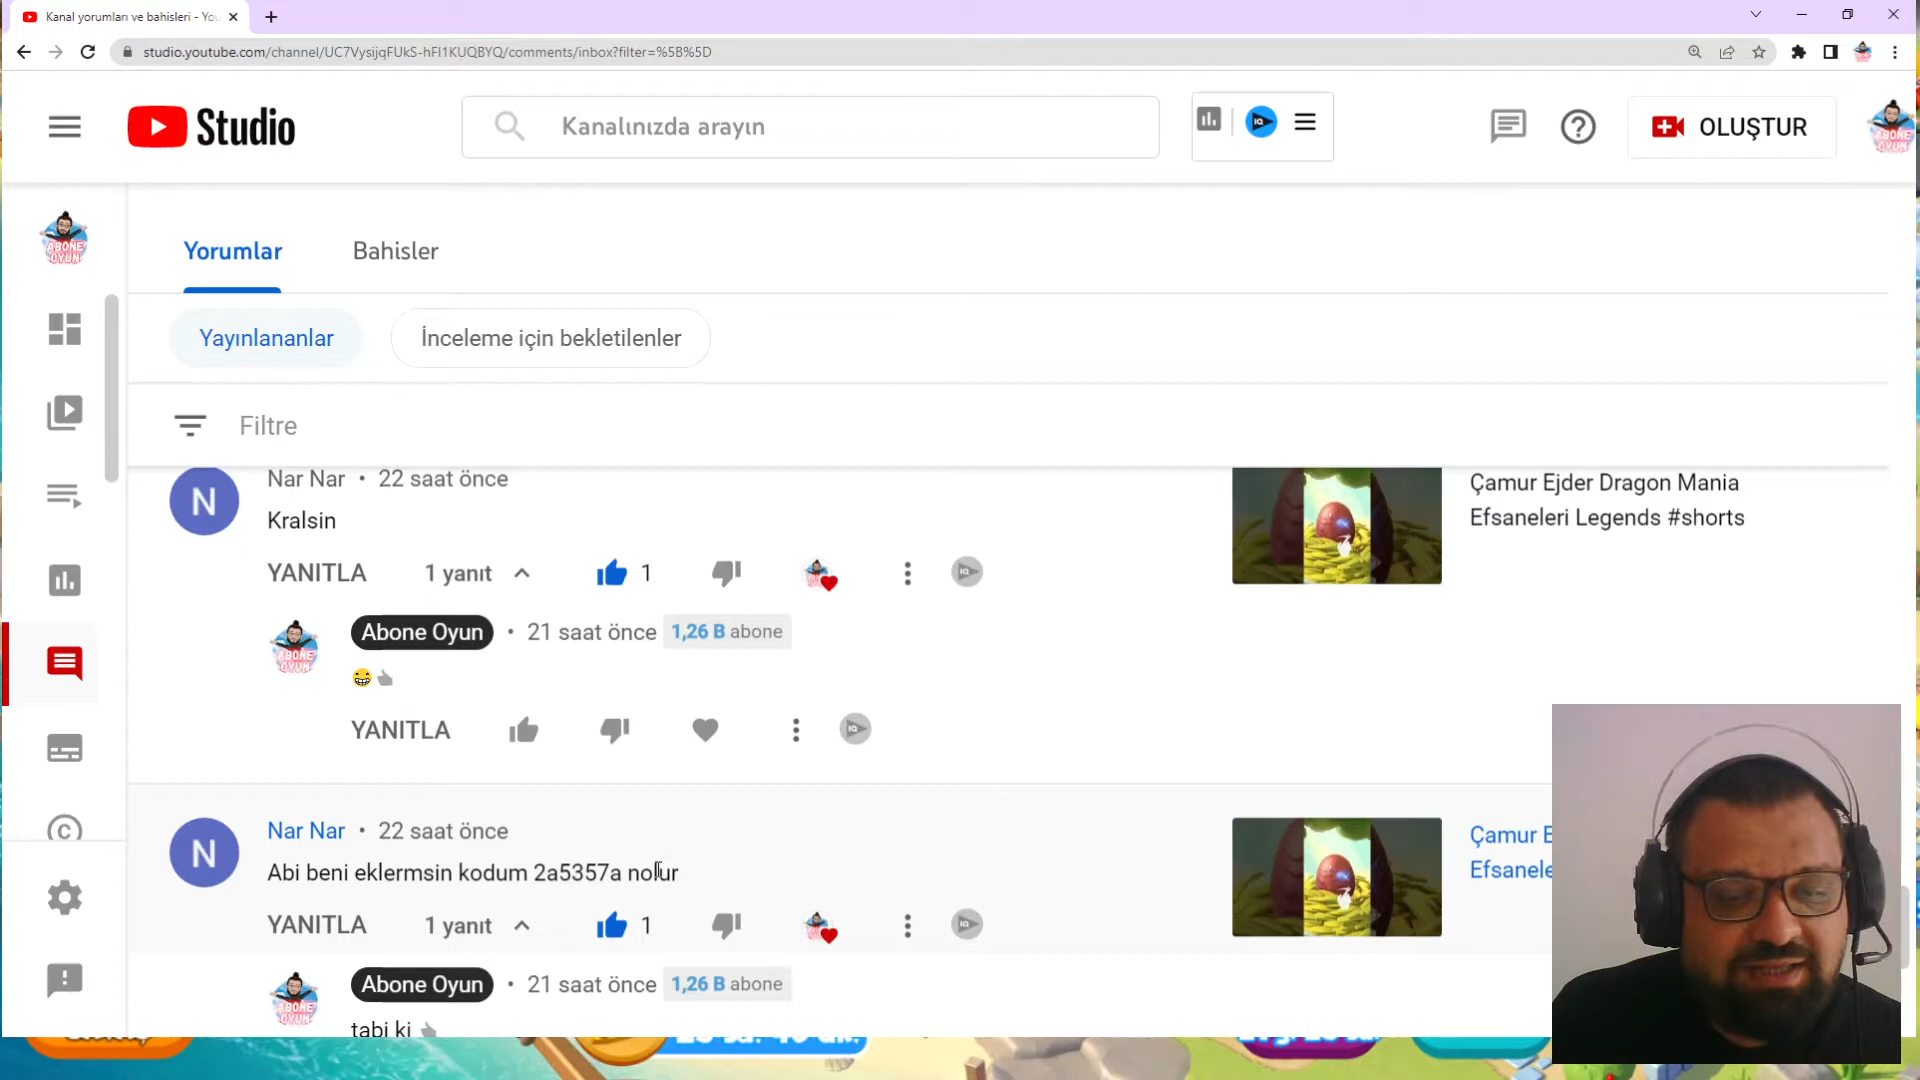 Kanal yorumları ve bahisleri - You
studio.youtube.com/channel/UC7VysijqFUkS-hFI1KUQBYQ/comments/inbox?filter=%5B%5D
Studio
Kanalınızda arayın
OLUŞTUR
ABONE OYUN
Yorumlar
Bahisler
Yayınlananlar
İnceleme için bekletilenler
Filtre
N
Nar Nar • 22 saat önce
Kralsin
YANITLA
1 yanıt
1
Çamur Ejder Dragon Mania
Efsaneleri Legends #shorts
Abone Oyun • 21 saat önce 1,26 B abone
YANITLA
N
Nar Nar • 22 saat önce
Abi beni eklermsin kodum 2a5357a nolur
YANITLA
1 yanıt
1
Çamur E
Efsanele
Abone Oyun • 21 saat önce 1,26 B abone
tabi ki